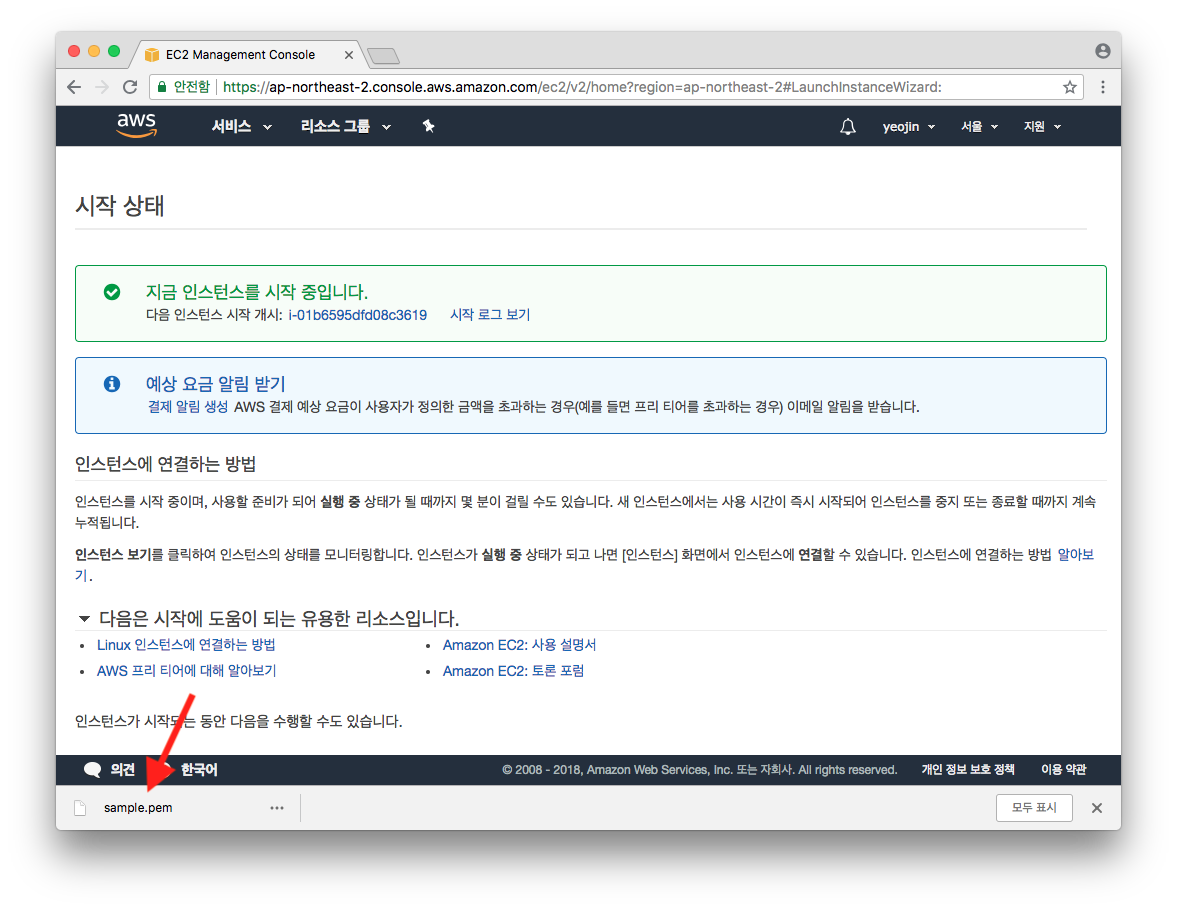 EC2 Management Console
안전함 https://ap-northeast-2.console.aws.amazon.com/ec2/v2/home?region=ap-northeast-2#LaunchInstanceWizard:
aws 서비스 리소스 그룹 yeojin 서울 지원
시작 상태
지금 인스턴스를 시작 중입니다.
다음 인스턴스 시작 개시: i-01b6595dfd08c3619 시작 로그 보기
예상 요금 알림 받기
결제 알림 생성 AWS 결제 예상 요금이 사용자가 정의한 금액을 초과하는 경우(예를 들면 프리 티어를 초과하는 경우) 이메일 알림을 받습니다.
인스턴스에 연결하는 방법
인스턴스를 시작 중이며, 사용할 준비가 되어 실행 중 상태가 될 때까지 몇 분이 걸릴 수도 있습니다. 새 인스턴스에서는 사용 시간이 즉시 시작되어 인스턴스를 중지 또는 종료할 때까지 계속
누적됩니다.
인스턴스 보기를 클릭하여 인스턴스의 상태를 모니터링합니다. 인스턴스가 실행 중 상태가 되고 나면 [인스턴스] 화면에서 인스턴스에 연결할 수 있습니다. 인스턴스에 연결하는 방법 알아보
기 .
다음은 시작에 도움이 되는 유용한 리소스입니다.
• Linux 인스턴스에 연결하는 방법 • Amazon EC2: 사용 설명서
• AWS 프리 티어에 대해 알아보기 • Amazon EC2: 토론 포럼
인스턴스가 시작되는 동안 다음을 수행할 수도 있습니다.
의견 한국어 © 2008 - 2018, Amazon Web Services, Inc. 또는 자회사. All rights reserved. 개인 정보 보호 정책 이용 약관
sample.pem 모두 표시